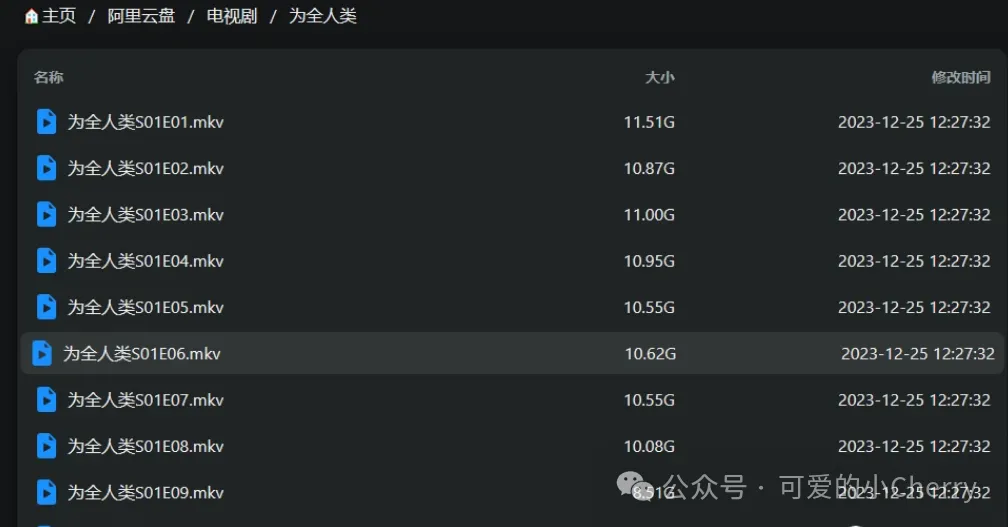 主页 / 阿里云盘 / 电视剧 / 为全人类
名称 大小 修改时间
为全人类S01E01.mkv 11.51G 2023-12-25 12:27:32
为全人类S01E02.mkv 10.87G 2023-12-25 12:27:32
为全人类S01E03.mkv 11.00G 2023-12-25 12:27:32
为全人类S01E04.mkv 10.95G 2023-12-25 12:27:32
为全人类S01E05.mkv 10.55G 2023-12-25 12:27:32
为全人类S01E06.mkv 10.62G 2023-12-25 12:27:32
为全人类S01E07.mkv 10.55G 2023-12-25 12:27:32
为全人类S01E08.mkv 10.08G 2023-12-25 12:27:32
为全人类S01E09.mkv 8.51G 2023-12-25 12:27:32
公众号 · 可爱的小Cherry